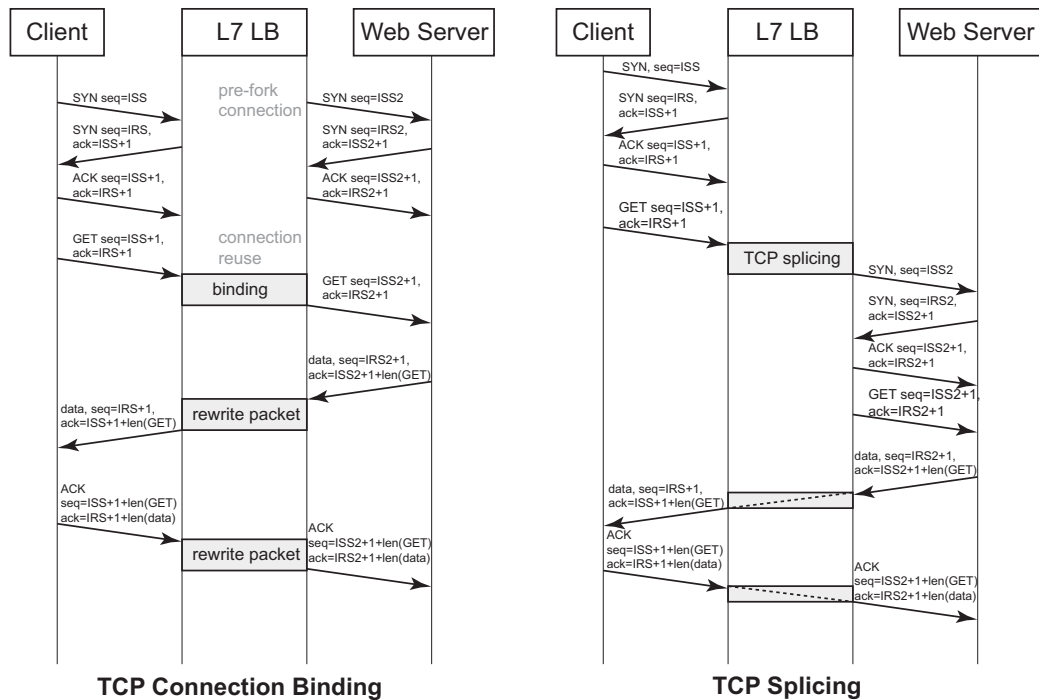 Client
L7 LB
Web Server
SYN seq=ISS
pre-fork
connection
SYN seq=ISS2
SYN seq=IRS,
ack=ISS+1
SYN seq=IRS2,
ack=ISS2+1
ACK seq=ISS+1,
ack=IRS+1
ACK seq=ISS2+1,
ack=IRS2+1
GET seq=ISS+1,
ack=IRS+1
connection
reuse
binding
GET seq=ISS2+1,
ack=IRS2+1
data, seq=IRS2+1,
ack=ISS2+1+len(GET)
rewrite packet
data, seq=IRS+1,
ack=ISS+1+len(GET)
ACK
seq=ISS+1+len(GET)
ack=IRS+1+len(data)
rewrite packet
ACK
seq=ISS2+1+len(GET)
ack=IRS2+1+len(data)
TCP Connection Binding
Client
L7 LB
Web Server
SYN, seq=ISS
SYN seq=IRS,
ack=ISS+1
ACK seq=ISS+1,
ack=IRS+1
GET seq=ISS+1,
ack=IRS+1
TCP splicing
SYN, seq=ISS2
SYN, seq=IRS2,
ack=ISS2+1
ACK seq=ISS2+1,
ack=IRS2+1
GET seq=ISS2+1,
ack=IRS2+1
data, seq=IRS2+1,
ack=ISS2+1+len(GET)
data, seq=IRS+1,
ack=ISS+1+len(GET)
ACK
seq=ISS+1+len(GET)
ack=IRS+1+len(data)
ACK
seq=ISS2+1+len(GET)
ack=IRS2+1+len(data)
TCP Splicing